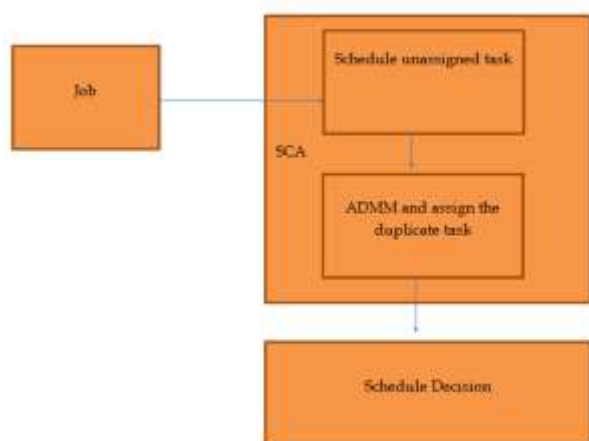 Job
Schedule unassigned task
SCA
ADMM and assign the
duplicate task
Schedule Decision